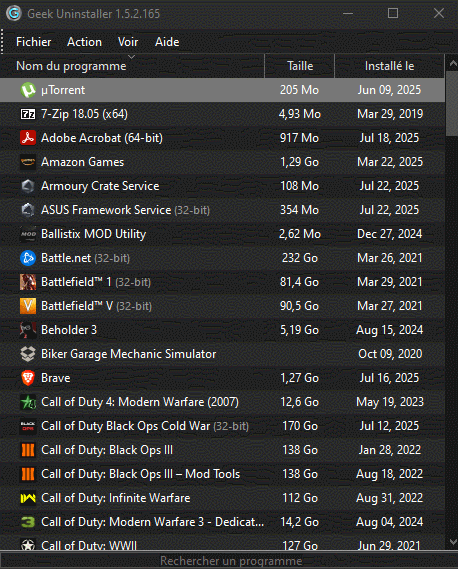 Geek Uninstaller 1.5.2.165
Fichier Action Voir Aide
Nom du programme Taille Installé le
µTorrent 205 Mo Jun 09, 2025
7-Zip 18.05 (x64) 4,93 Mo Mar 29, 2019
Adobe Acrobat (64-bit) 917 Mo Jul 18, 2025
Amazon Games 1,29 Go Mar 22, 2025
Armoury Crate Service 108 Mo Jul 22, 2025
ASUS Framework Service (32-bit) 354 Mo Jul 22, 2025
Ballistix MOD Utility 2,62 Mo Dec 27, 2024
Battle.net (32-bit) 232 Go Mar 26, 2021
Battlefield™ 1 (32-bit) 81,4 Go Mar 29, 2021
Battlefield™ V (32-bit) 90,5 Go Mar 27, 2021
Beholder 3 5,19 Go Aug 15, 2024
Biker Garage Mechanic Simulator Oct 09, 2020
Brave 1,27 Go Jul 16, 2025
Call of Duty 4: Modern Warfare (2007) 12,6 Go May 19, 2023
Call of Duty Black Ops Cold War (32-bit) 170 Go Jul 12, 2025
Call of Duty: Black Ops III 138 Go Jan 28, 2022
Call of Duty: Black Ops III – Mod Tools 138 Go Aug 18, 2022
Call of Duty: Infinite Warfare 112 Go Aug 31, 2022
Call of Duty: Modern Warfare 3 - Dedicat... 14,2 Go Aug 04, 2024
Call of Duty: WWII 127 Go Jun 29, 2021
Rechercher un programme